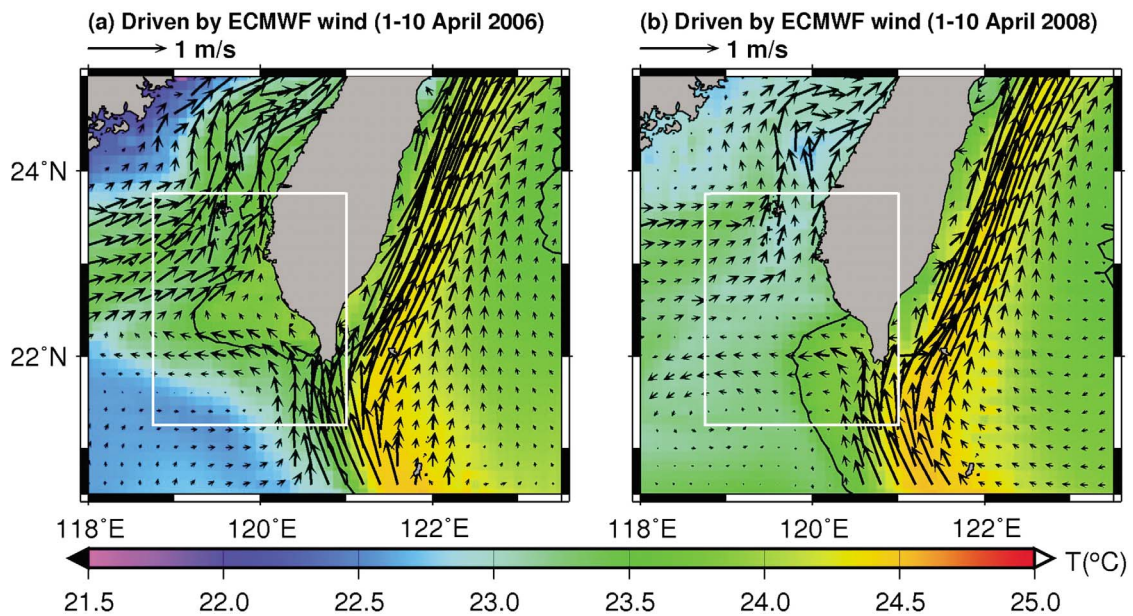 (a) Driven by ECMWF wind (1-10 April 2006)
1 m/s
(b) Driven by ECMWF wind (1-10 April 2008)
1 m/s
24˚N
22˚N
118˚E 120˚E 122˚E
118˚E 120˚E 122˚E
T(ºC)
21.5 22.0 22.5 23.0 23.5 24.0 24.5 25.0